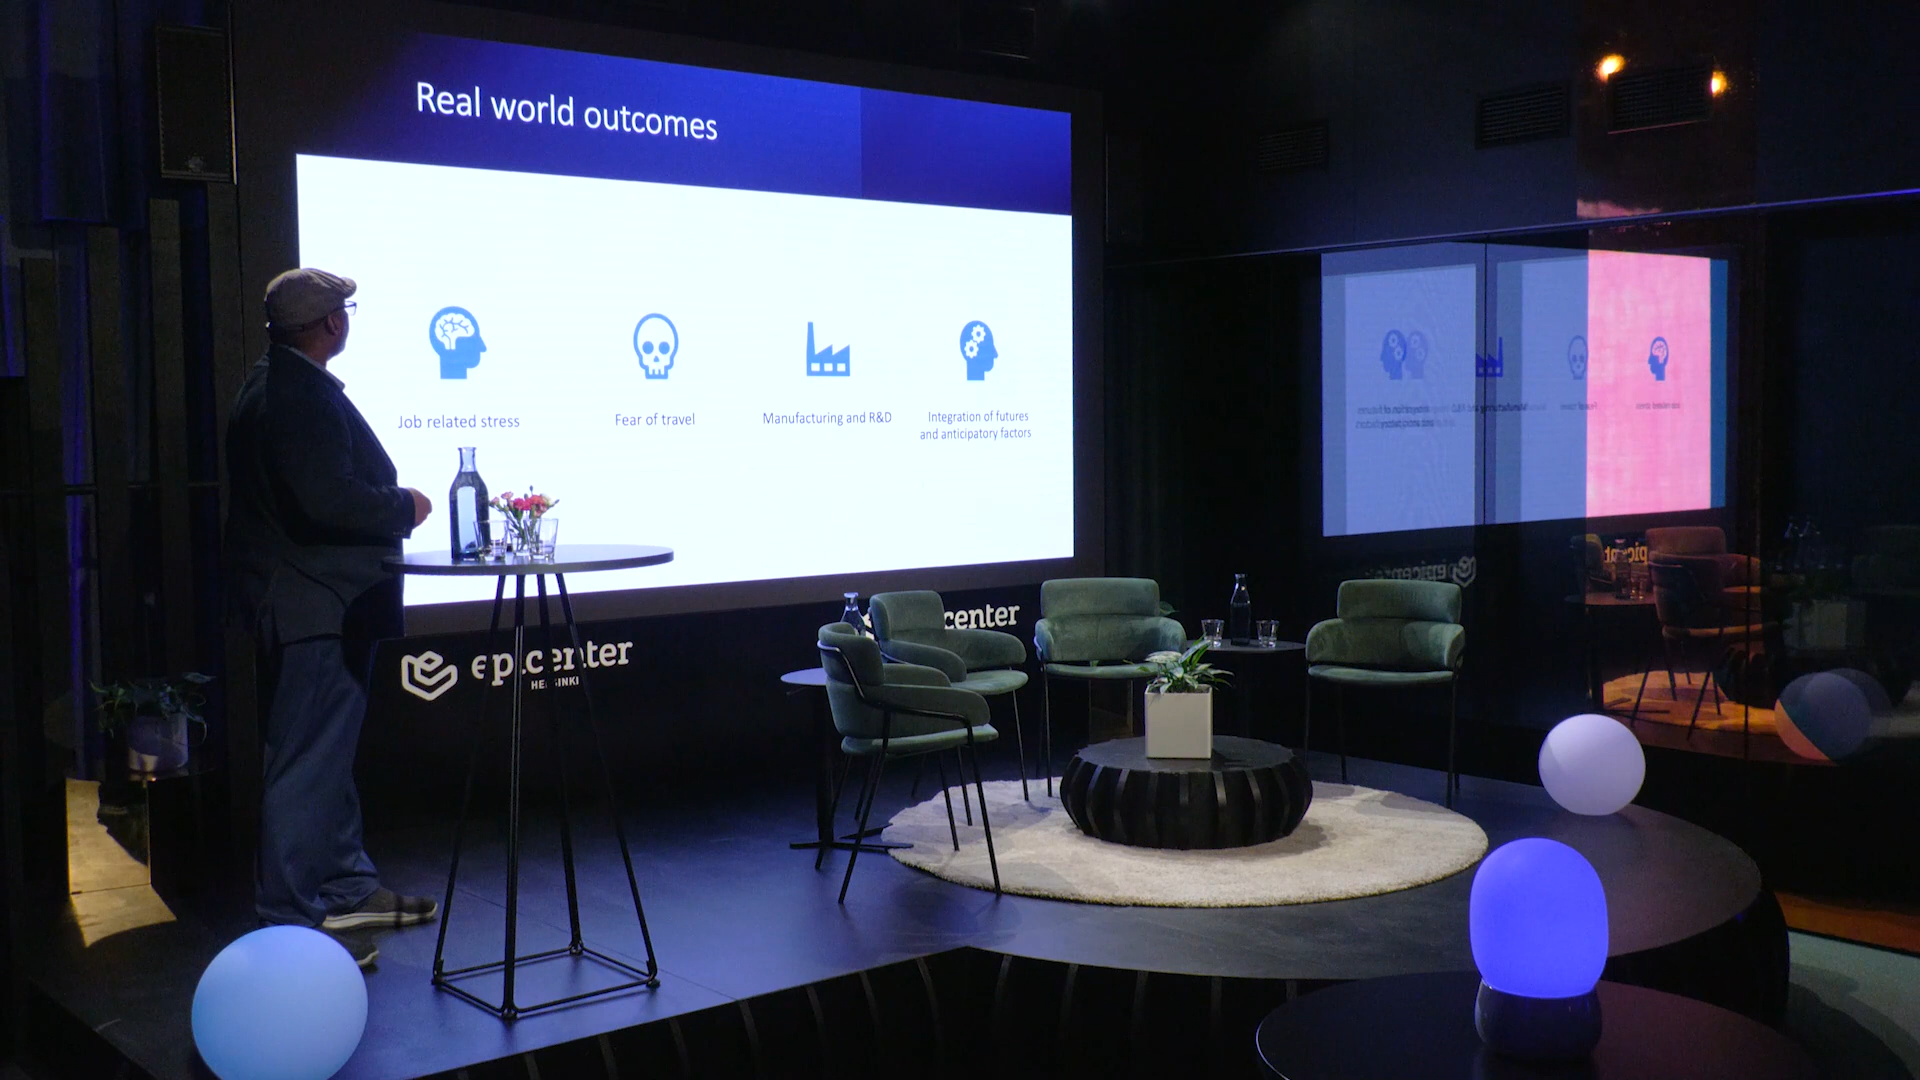 Real world outcomes
Job related stress
Fear of travel
Manufacturing and R&D
Integration of futures
and anticipatory factors
epicenter
HELSINKI
center